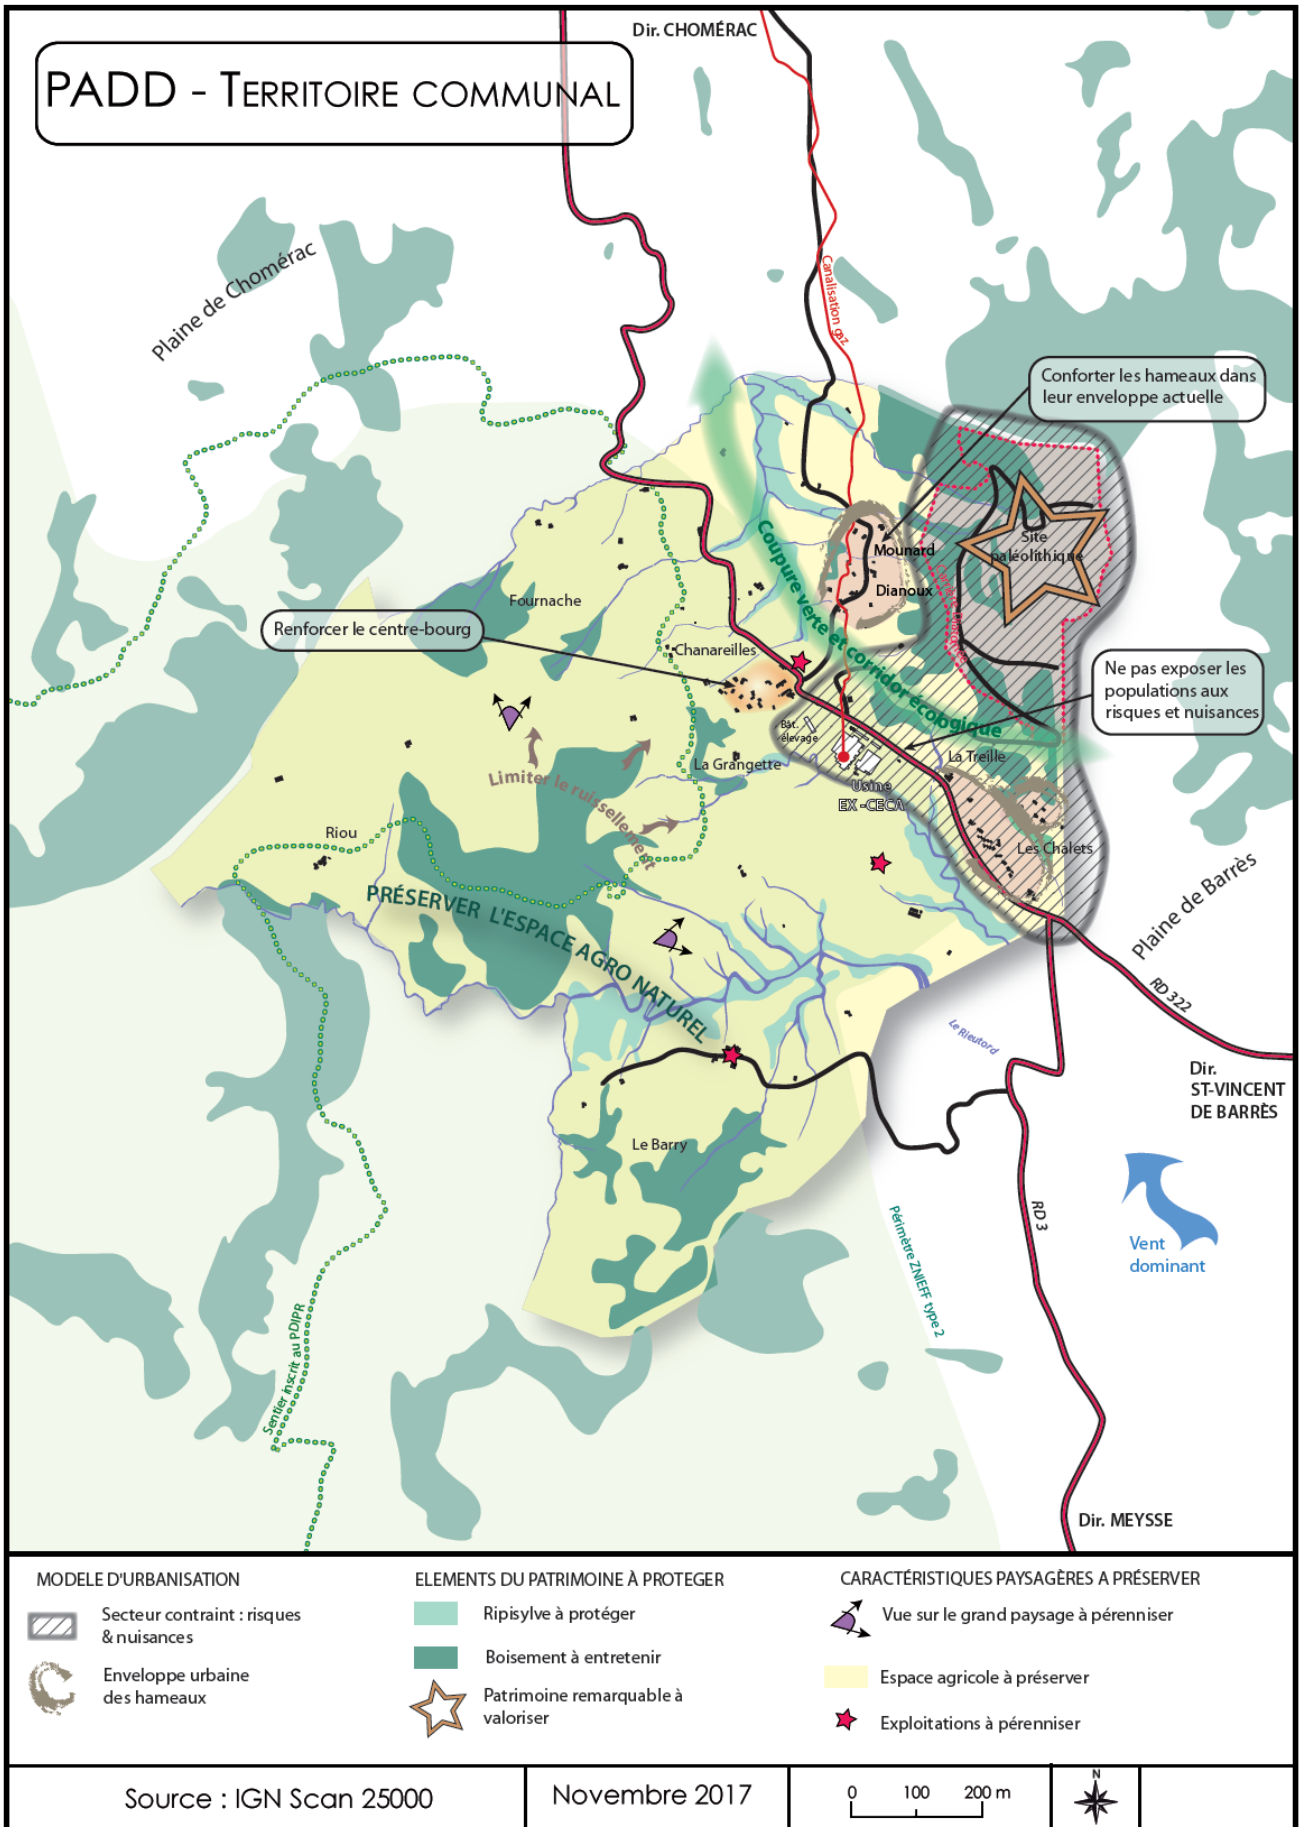 Dir. CHOMÉRAC
PADD - TERRITOIRE COMMUNAL
Plaine de Chomérac
Canalisation gaz
Conforter les hameaux dans
leur enveloppe actuelle
Site
paléolithique
Coupure verte et corridor écologique
Mounard
Dianoux
Fournache
Renforcer le centre-bourg
Chanareilles
Ne pas exposer les
populations aux
risques et nuisances
Bât.
élevage
La Grangette
La Treille
Usine
EX -CECA
Limiter le ruissellement
Riou
Les Chalets
PRÉSERVER L'ESPACE AGRO NATUREL
Plaine de Barrès
RD 322
Le Rieutord
Dir.
ST-VINCENT
DE BARRÈS
Le Barry
RD 3
Périmètre ZNIEFF type 2
Vent
dominant
Sentier inscrit au PDIPR
Dir. MEYSSE
MODELE D'URBANISATION
Secteur contraint : risques
& nuisances
Enveloppe urbaine
des hameaux
ELEMENTS DU PATRIMOINE À PROTEGER
Ripisylve à protéger
Boisement à entretenir
Patrimoine remarquable à
valoriser
CARACTÉRISTIQUES PAYSAGÈRES A PRÉSERVER
Vue sur le grand paysage à pérenniser
Espace agricole à préserver
Exploitations à pérenniser
Source : IGN Scan 25000
Novembre 2017
0 100 200 m
N